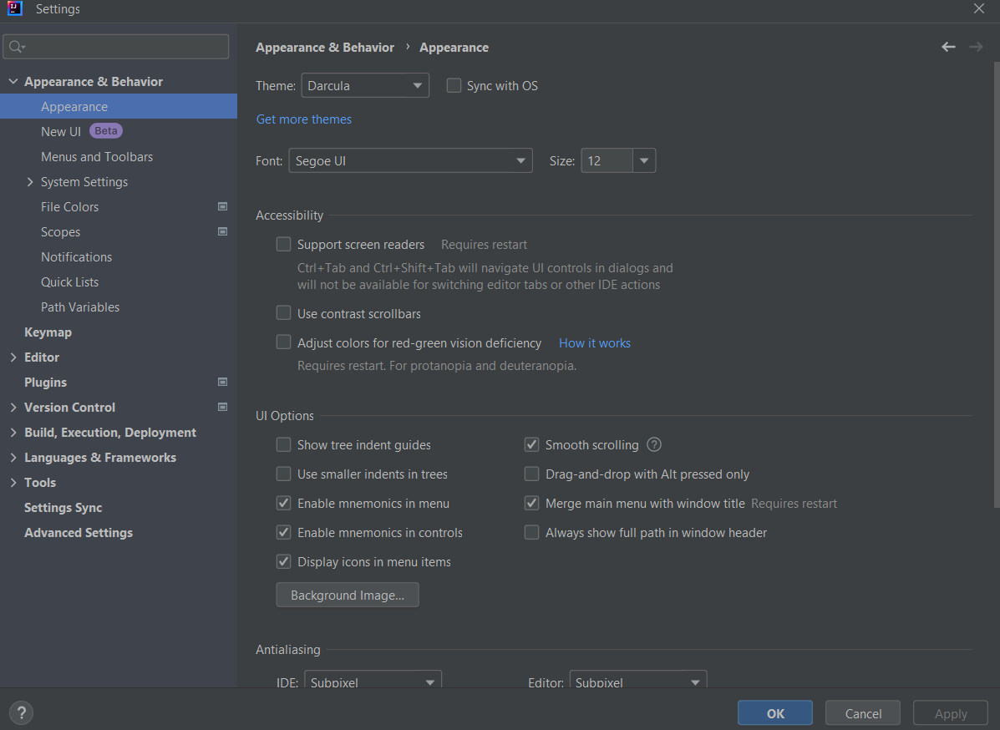 Settings
Appearance & Behavior
Appearance
New UI Beta
Menus and Toolbars
System Settings
File Colors
Scopes
Notifications
Quick Lists
Path Variables
Keymap
Editor
Plugins
Version Control
Build, Execution, Deployment
Languages & Frameworks
Tools
Settings Sync
Advanced Settings
Appearance & Behavior › Appearance
Theme: Darcula Sync with OS
Get more themes
Font: Segoe UI Size: 12
Accessibility
Support screen readers Requires restart
Ctrl+Tab and Ctrl+Shift+Tab will navigate UI controls in dialogs and
will not be available for switching editor tabs or other IDE actions
Use contrast scrollbars
Adjust colors for red-green vision deficiency How it works
Requires restart. For protanopia and deuteranopia.
UI Options
Show tree indent guides Smooth scrolling ?
Use smaller indents in trees Drag-and-drop with Alt pressed only
Enable mnemonics in menu Merge main menu with window title Requires restart
Enable mnemonics in controls Always show full path in window header
Display icons in menu items
Background Image...
Antialiasing
IDE: Subpixel Editor: Subpixel
? OK Cancel Apply